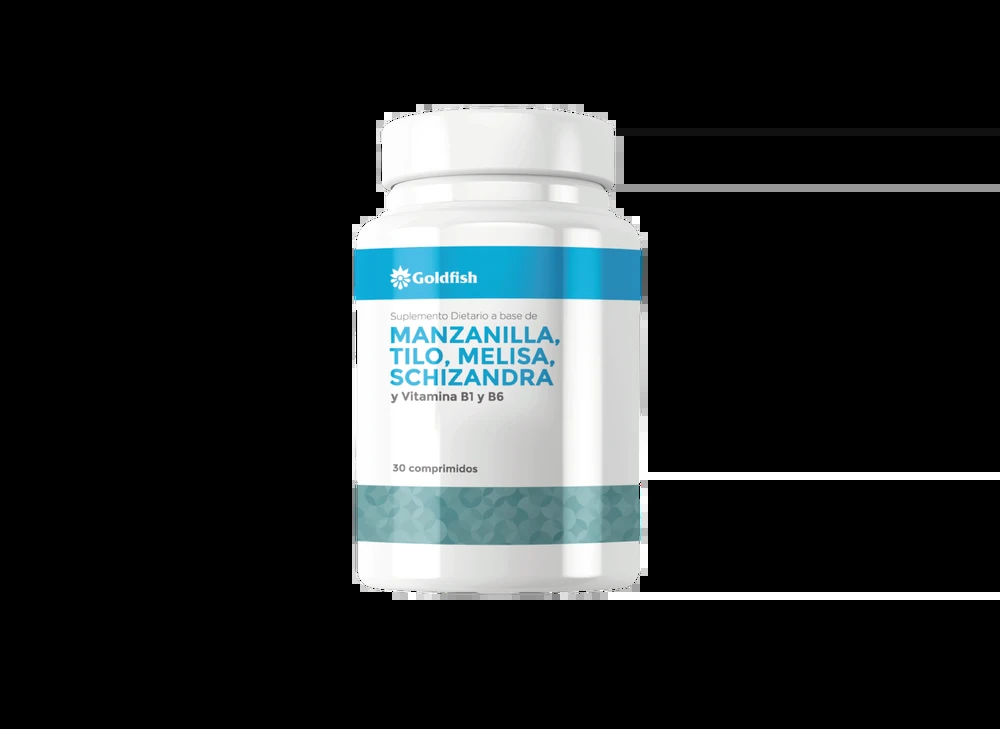 Goldfish
Suplemento Dietario a base de
MANZANILLA,
TILO, MELISA,
SCHIZANDRA
y Vitamina B1 y B6
30 comprimidos